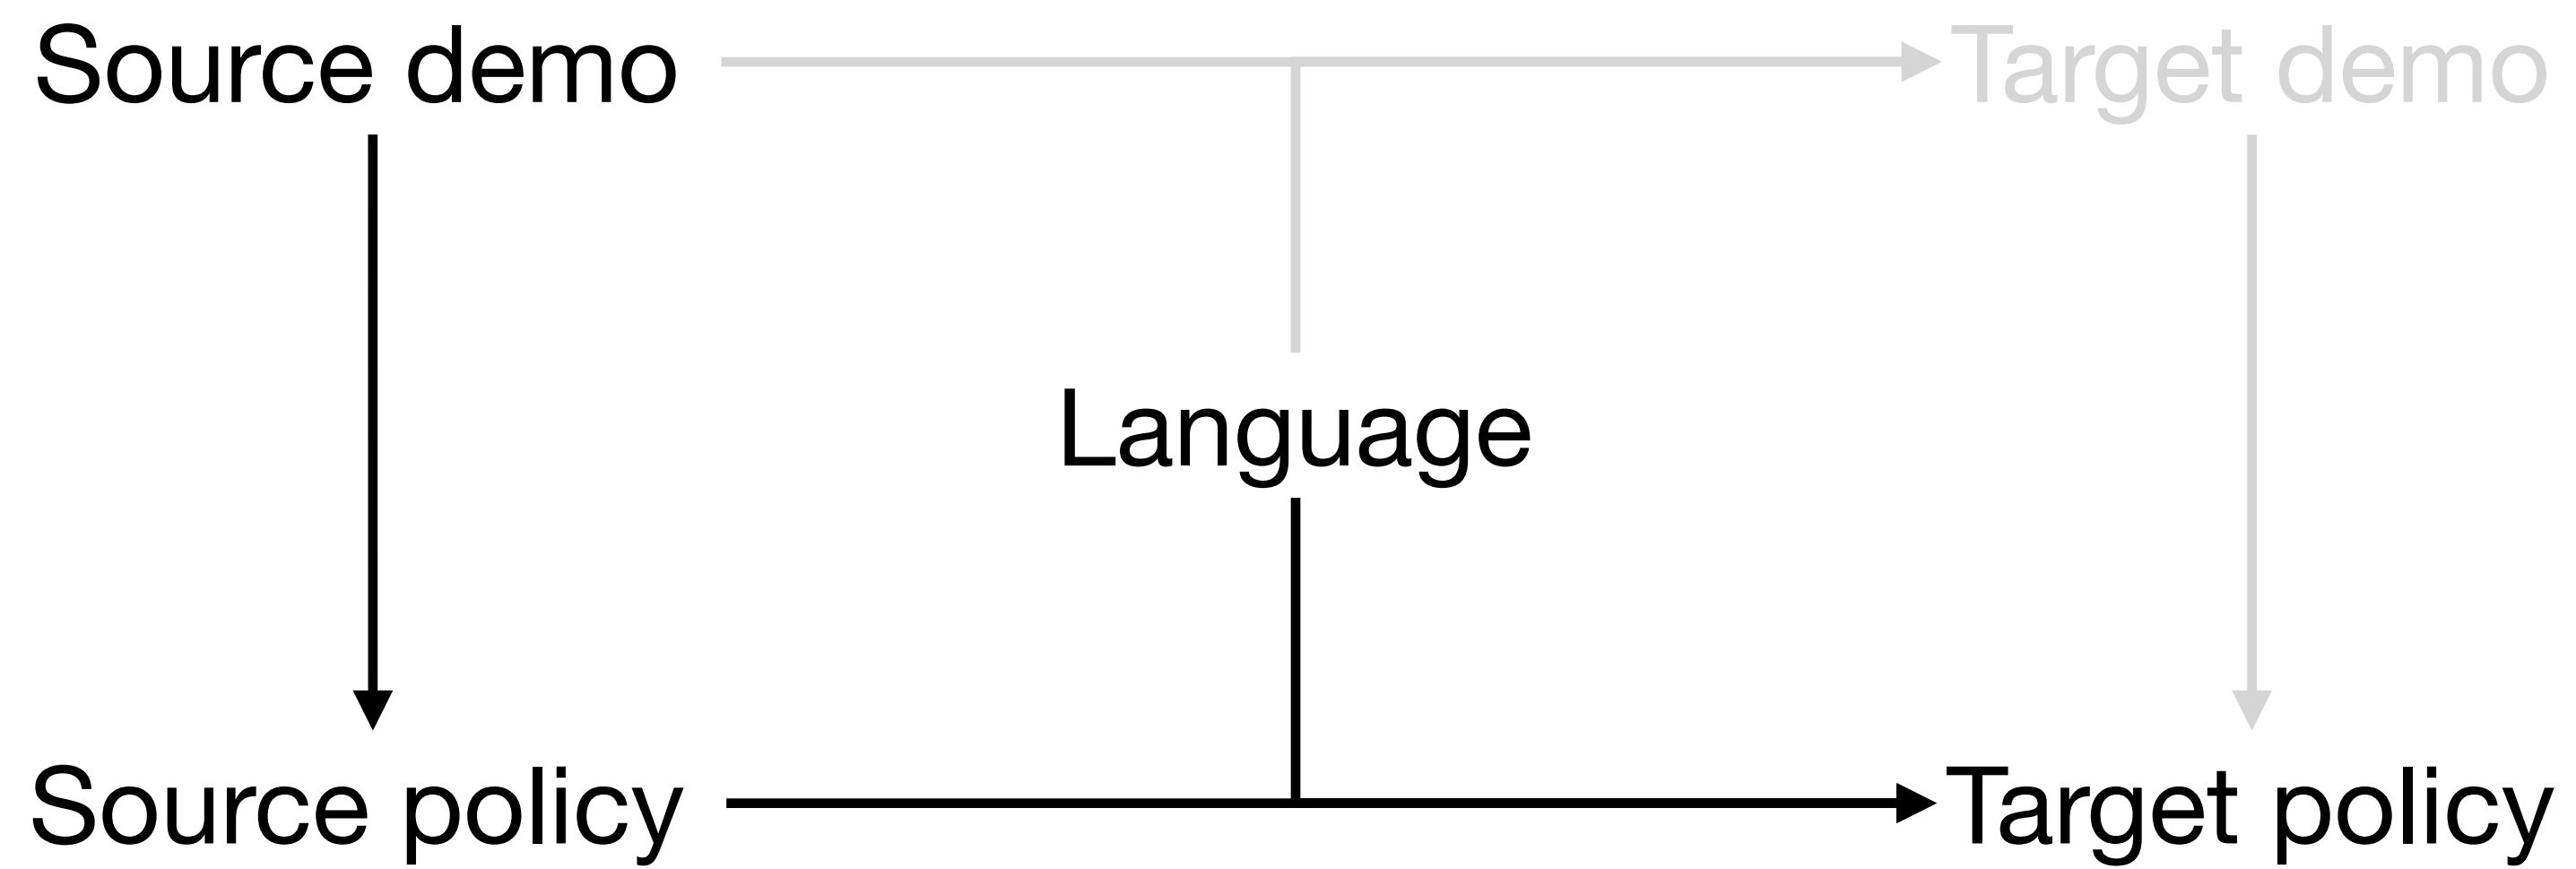 Source demo
Target demo
Language
Source policy
Target policy